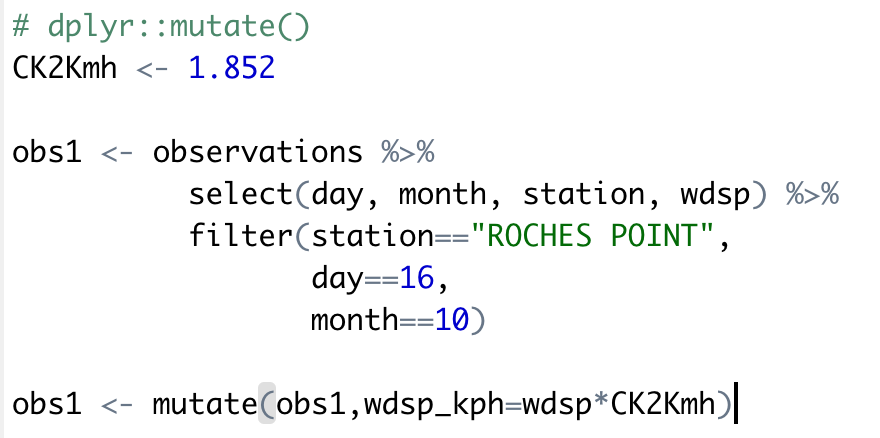 # dplyr::mutate()
CK2Kmh <- 1.852
obs1 <- observations %>%
select(day, month, station, wdsp) %>%
filter(station=="ROCHES POINT",
day==16,
month==10)
obs1 <- mutate(obs1,wdsp_kph=wdsp*CK2Kmh)